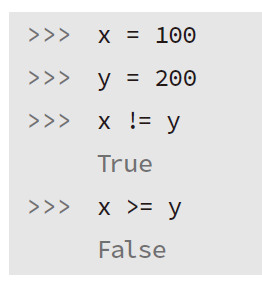 >>> x = 100
>>> y = 200
>>> x != y
True
>>> x >= y
False